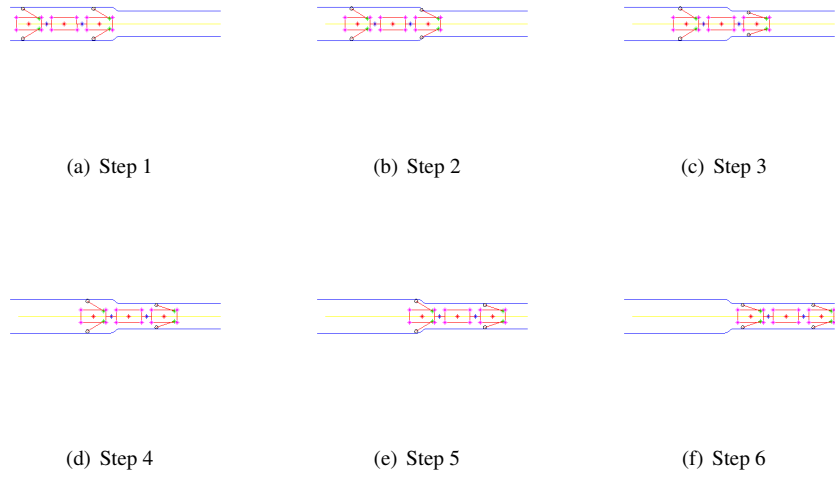 (a) Step 1
(b) Step 2
(c) Step 3
(d) Step 4
(e) Step 5
(f) Step 6